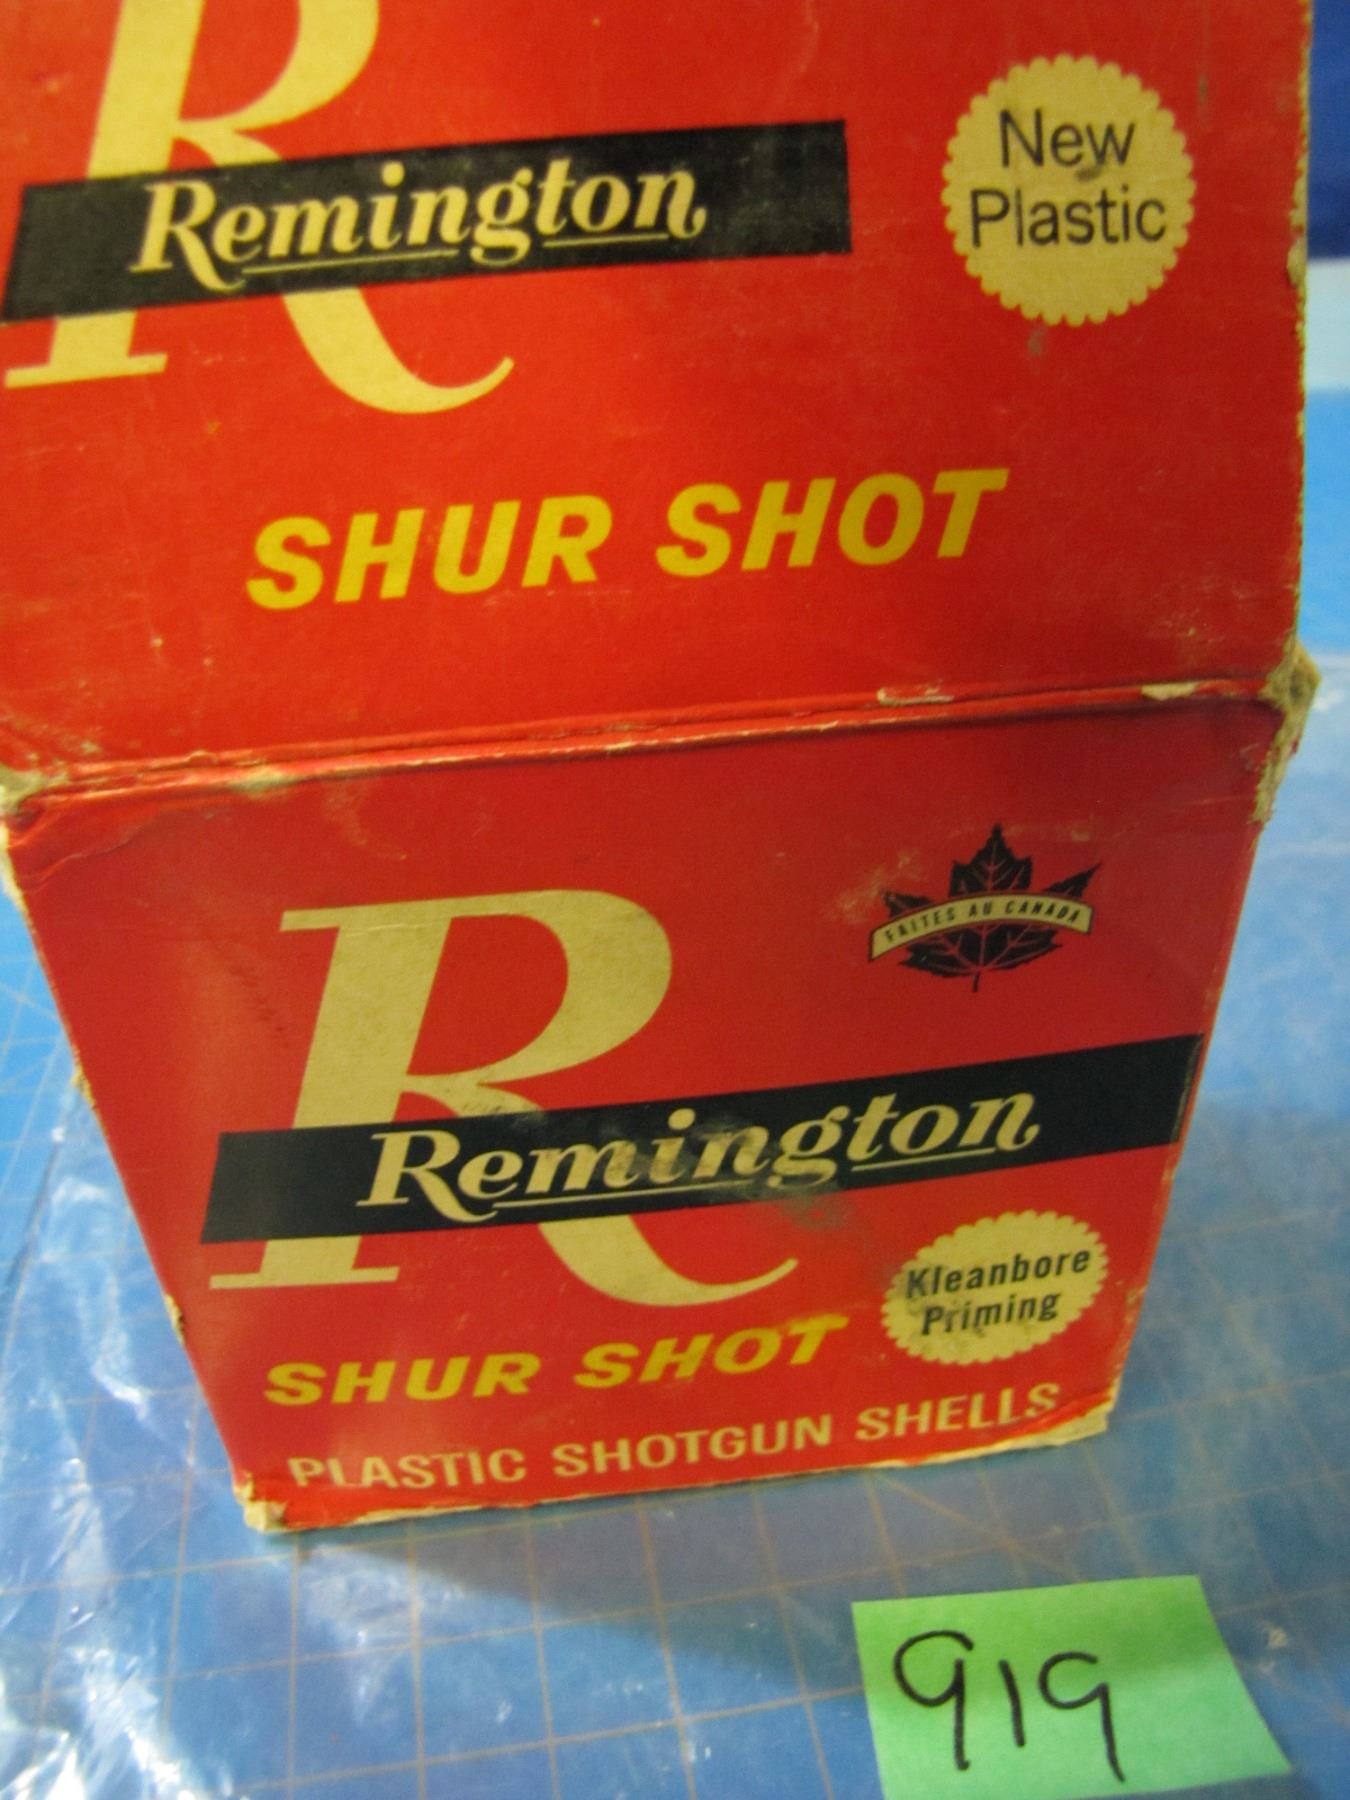 R
Remington
New
Plastic
SHUR SHOT
FAITES AU CANADA
R
Remington
Kleanbore
Priming
SHUR SHOT
PLASTIC SHOTGUN SHELLS
919